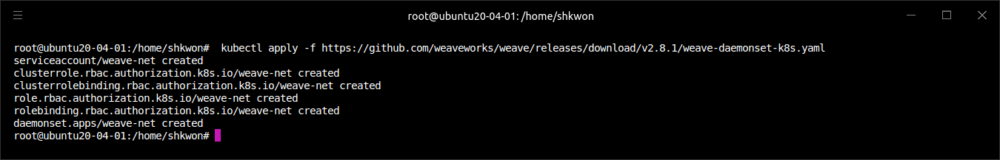 root@ubuntu20-04-01: /home/shkwon
root@ubuntu20-04-01:/home/shkwon#  kubectl apply -f https://github.com/weaveworks/weave/releases/download/v2.8.1/weave-daemonset-k8s.yaml
serviceaccount/weave-net created
clusterrole.rbac.authorization.k8s.io/weave-net created
clusterrolebinding.rbac.authorization.k8s.io/weave-net created
role.rbac.authorization.k8s.io/weave-net created
rolebinding.rbac.authorization.k8s.io/weave-net created
daemonset.apps/weave-net created
root@ubuntu20-04-01:/home/shkwon#